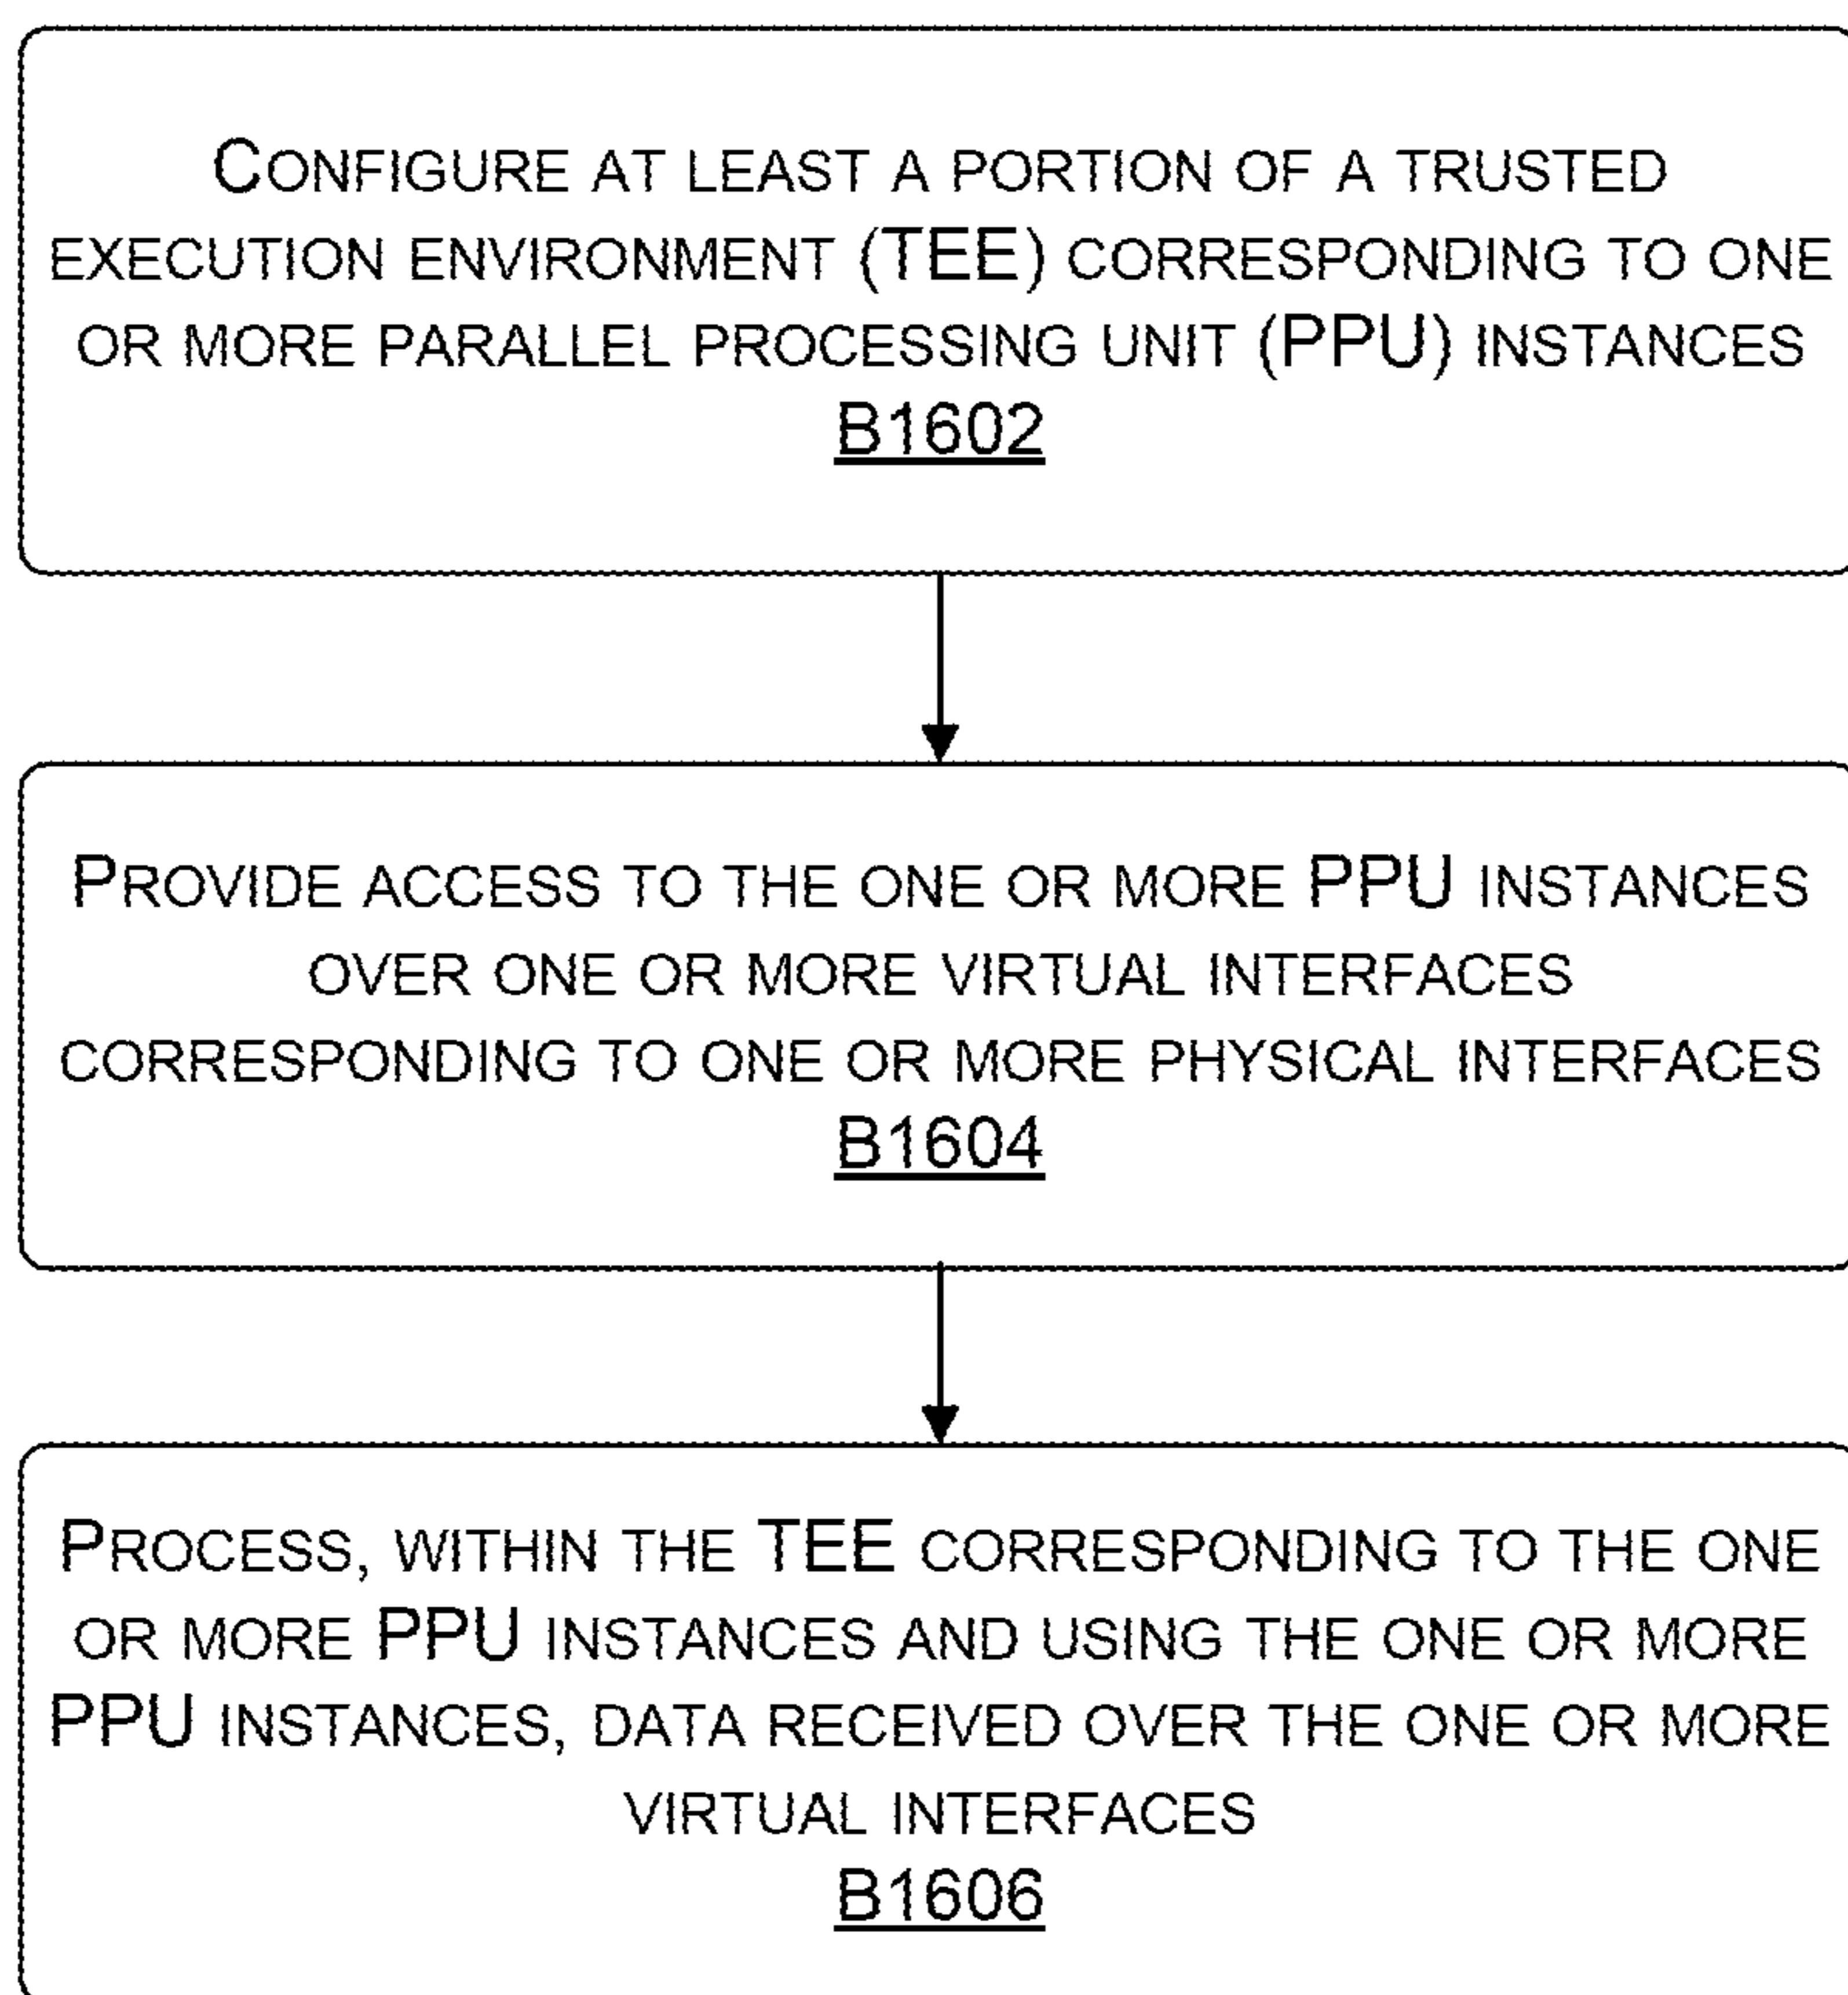 CONFIGURE AT LEAST A PORTION OF A TRUSTED
EXECUTION ENVIRONMENT (TEE) CORRESPONDING TO ONE
OR MORE PARALLEL PROCESSING UNIT (PPU) INSTANCES
B1602
PROVIDE ACCESS TO THE ONE OR MORE PPU INSTANCES
OVER ONE OR MORE VIRTUAL INTERFACES
CORRESPONDING TO ONE OR MORE PHYSICAL INTERFACES
B1604
PROCESS, WITHIN THE TEE CORRESPONDING TO THE ONE
OR MORE PPU INSTANCES AND USING THE ONE OR MORE
PPU INSTANCES, DATA RECEIVED OVER THE ONE OR MORE
VIRTUAL INTERFACES
B1606